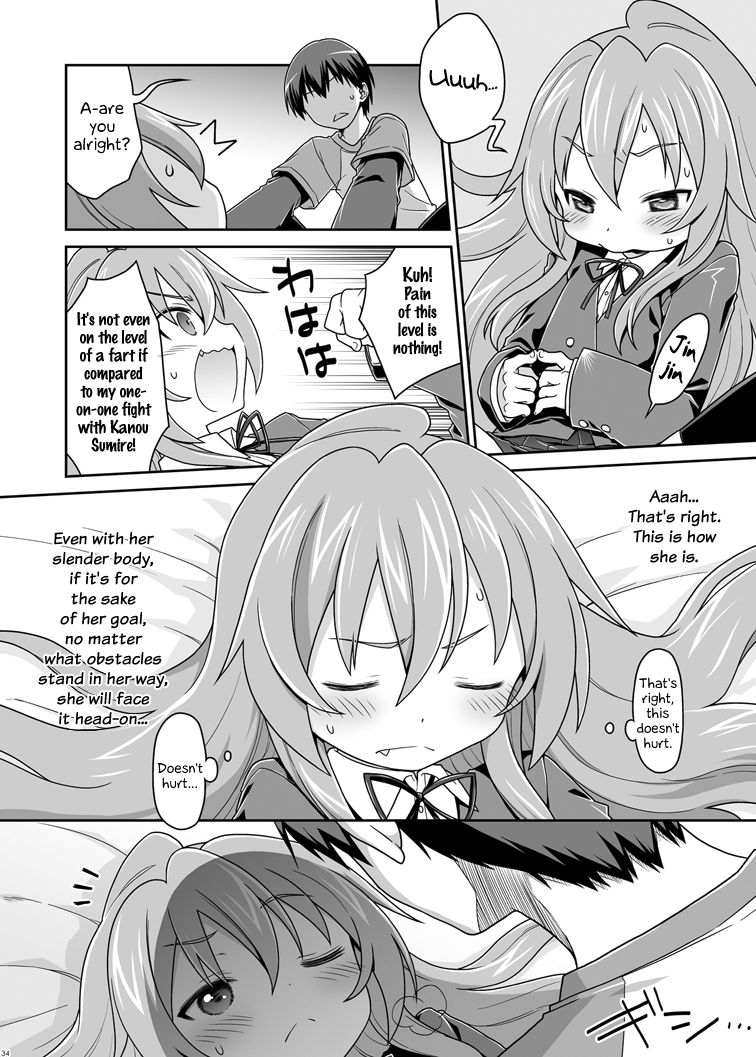 Uuuh...
Jin
jin
A-are
you
alright?
Kuh!
Pain
of this
level is
nothing!
わははは
It's not even
on the level
of a fart if
compared
to my one-
on-one fight
with Kanou
Sumire!
Aaah...
That's right.
This is how
she is.
That's
right,
this
doesn't
hurt.
Even with her
slender body,
if it's for
the sake
of her goal,
no matter
what obstacles
stand in her way,
she will face
it head-on...
Doesn't
hurt...
ギシ…
34